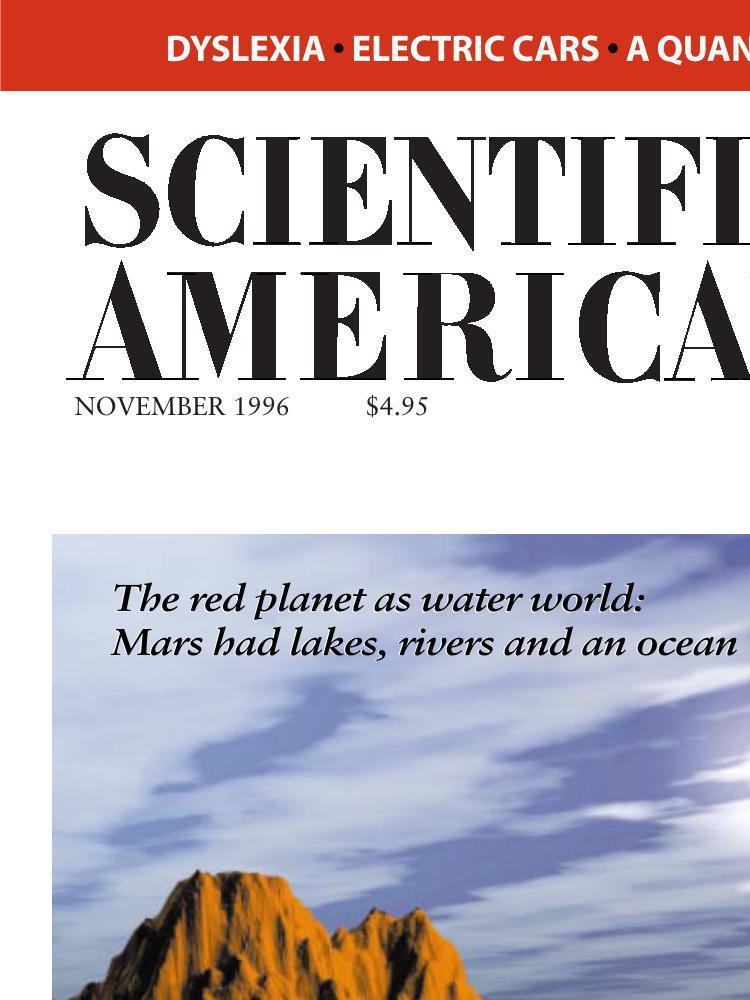 DYSLEXIA • ELECTRIC CARS • A QUAN
SCIENTIFI
AMERICA
NOVEMBER 1996 $4.95
The red planet as water world:
Mars had lakes, rivers and an ocean